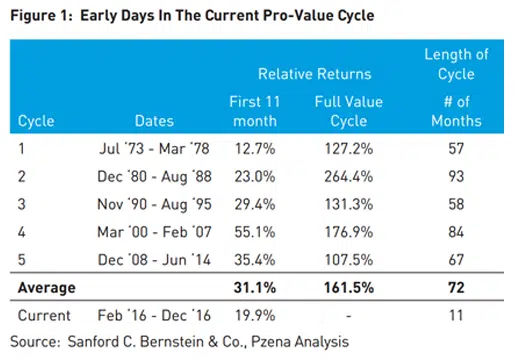 Figure 1: Early Days In The Current Pro-Value Cycle
Relative Returns Length of Cycle
Cycle Dates First 11 month Full Value Cycle # of Months
1 Jul ‘73 - Mar ‘78 12.7% 127.2% 57
2 Dec ‘80 - Aug ‘88 23.0% 264.4% 93
3 Nov ‘90 - Aug ‘95 29.4% 131.3% 58
4 Mar ‘00 - Feb ‘07 55.1% 176.9% 84
5 Dec ‘08 - Jun ‘14 35.4% 107.5% 67
Average 31.1% 161.5% 72
Current Feb ‘16 - Dec ‘16 19.9% - 11
Source: Sanford C. Bernstein & Co., Pzena Analysis